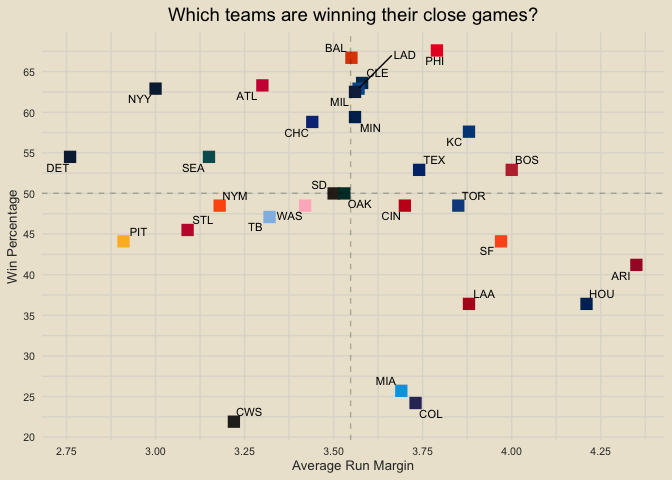 Which teams are winning their close games?
Win Percentage
65
60
55
50
45
40
35
30
25
20
BAL
LAD
PHI
CLE
NYY
ATL
MIL
CHC
MIN
KC
DET
SEA
TEX
BOS
SD
NYM
WAS
OAK
CIN
TOR
PIT
STL
TB
SF
ARI
LAA
HOU
MIA
COL
CWS
2.75 3.00 3.25 3.50 3.75 4.00 4.25
Average Run Margin